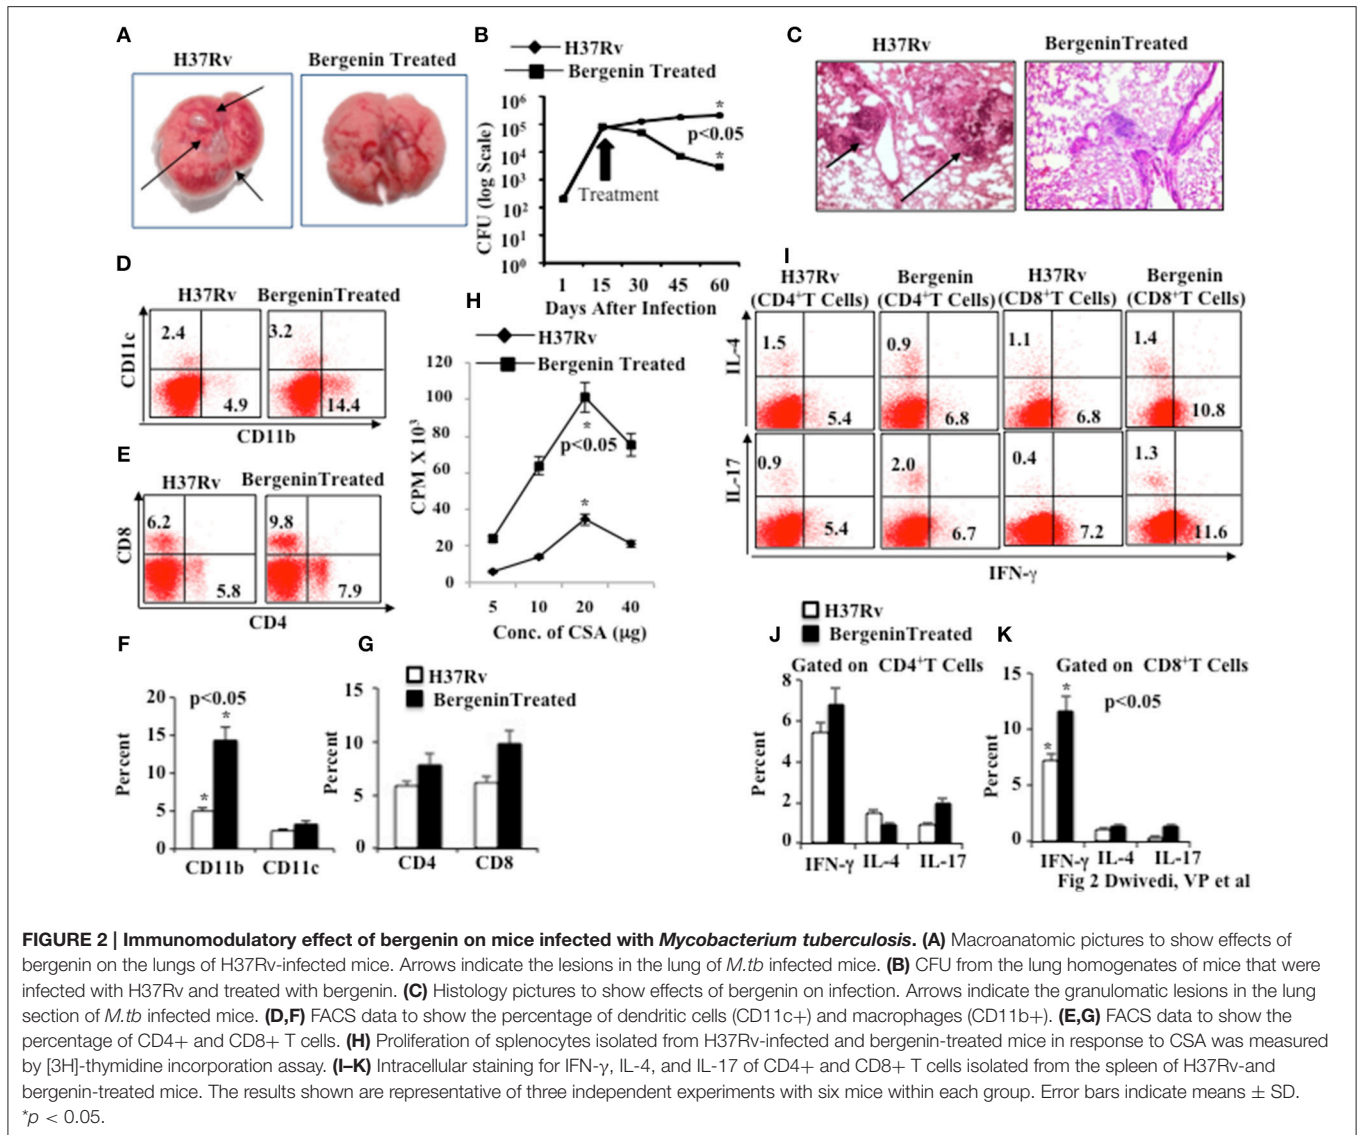 A
H37Rv
Bergenin Treated
B
H37Rv
Bergenin Treated
CFU (log Scale)
10⁶
10⁵
10⁴
10³
10²
10¹
10⁰
*
p<0.05
*
Treatment
1 15 30 45 60
Days After Infection
C
H37Rv
BergeninTreated
D
H37Rv
BergeninTreated
CD11c
2.4
4.9
3.2
14.4
CD11b
E
H37Rv
BergeninTreated
CD8
6.2
5.8
9.8
7.9
CD4
F
Percent
20
15
10
5
0
p<0.05
*
*
CD11b CD11c
G
H37Rv
BergeninTreated
Percent
15
10
5
0
CD4 CD8
H
H37Rv
Bergenin Treated
CPM X 10³
120
100
80
60
40
20
0
*
p<0.05
*
5 10 20 40
Conc. of CSA (µg)
I
H37Rv
(CD4⁺T Cells)
Bergenin
(CD4⁺T Cells)
H37Rv
(CD8⁺T Cells)
Bergenin
(CD8⁺T Cells)
IL-4
1.5
5.4
0.9
6.8
1.1
6.8
1.4
10.8
IL-17
0.9
5.4
2.0
6.7
0.4
7.2
1.3
11.6
IFN-γ
H37Rv
BergeninTreated
J
Gated on CD4⁺T Cells
Percent
8
6
4
2
0
IFN-γ IL-4 IL-17
K
Gated on CD8⁺T Cells
Percent
15
10
5
0
*
*
p<0.05
IFN-γ IL-4 IL-17
Fig 2 Dwivedi, VP et al
FIGURE 2 | Immunomodulatory effect of bergenin on mice infected with Mycobacterium tuberculosis. (A) Macroanatomic pictures to show effects of
bergenin on the lungs of H37Rv-infected mice. Arrows indicate the lesions in the lung of M.tb infected mice. (B) CFU from the lung homogenates of mice that were
infected with H37Rv and treated with bergenin. (C) Histology pictures to show effects of bergenin on infection. Arrows indicate the granulomatic lesions in the lung
section of M.tb infected mice. (D,F) FACS data to show the percentage of dendritic cells (CD11c+) and macrophages (CD11b+). (E,G) FACS data to show the
percentage of CD4+ and CD8+ T cells. (H) Proliferation of splenocytes isolated from H37Rv-infected and bergenin-treated mice in response to CSA was measured
by [3H]-thymidine incorporation assay. (I–K) Intracellular staining for IFN-γ, IL-4, and IL-17 of CD4+ and CD8+ T cells isolated from the spleen of H37Rv-and
bergenin-treated mice. The results shown are representative of three independent experiments with six mice within each group. Error bars indicate means ± SD.
*p < 0.05.